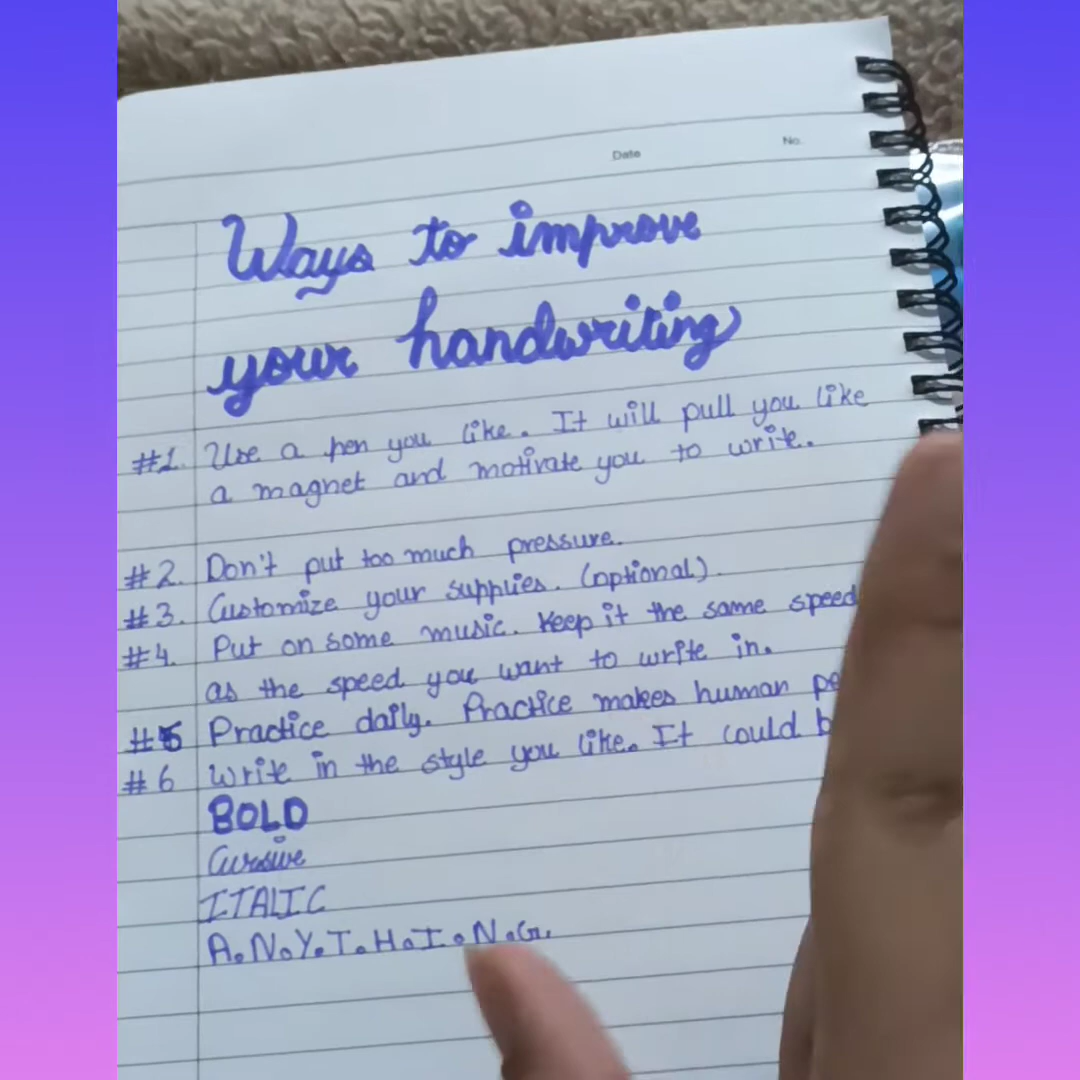 Date No.
Ways to improve
your handwriting
#1. Use a pen you like. It will pull you like
a magnet and motivate you to write.
#2. Don't put too much pressure.
#3. Customize your supplies. (optional)
#4. Put on some music. Keep it the same speed
as the speed you want to write in.
#5 Practice daily. Practice makes human
#6 Write in the style you like. It could
BOLD
Cursive
ITALIC
A.N.Y.T.H.I.N.G.